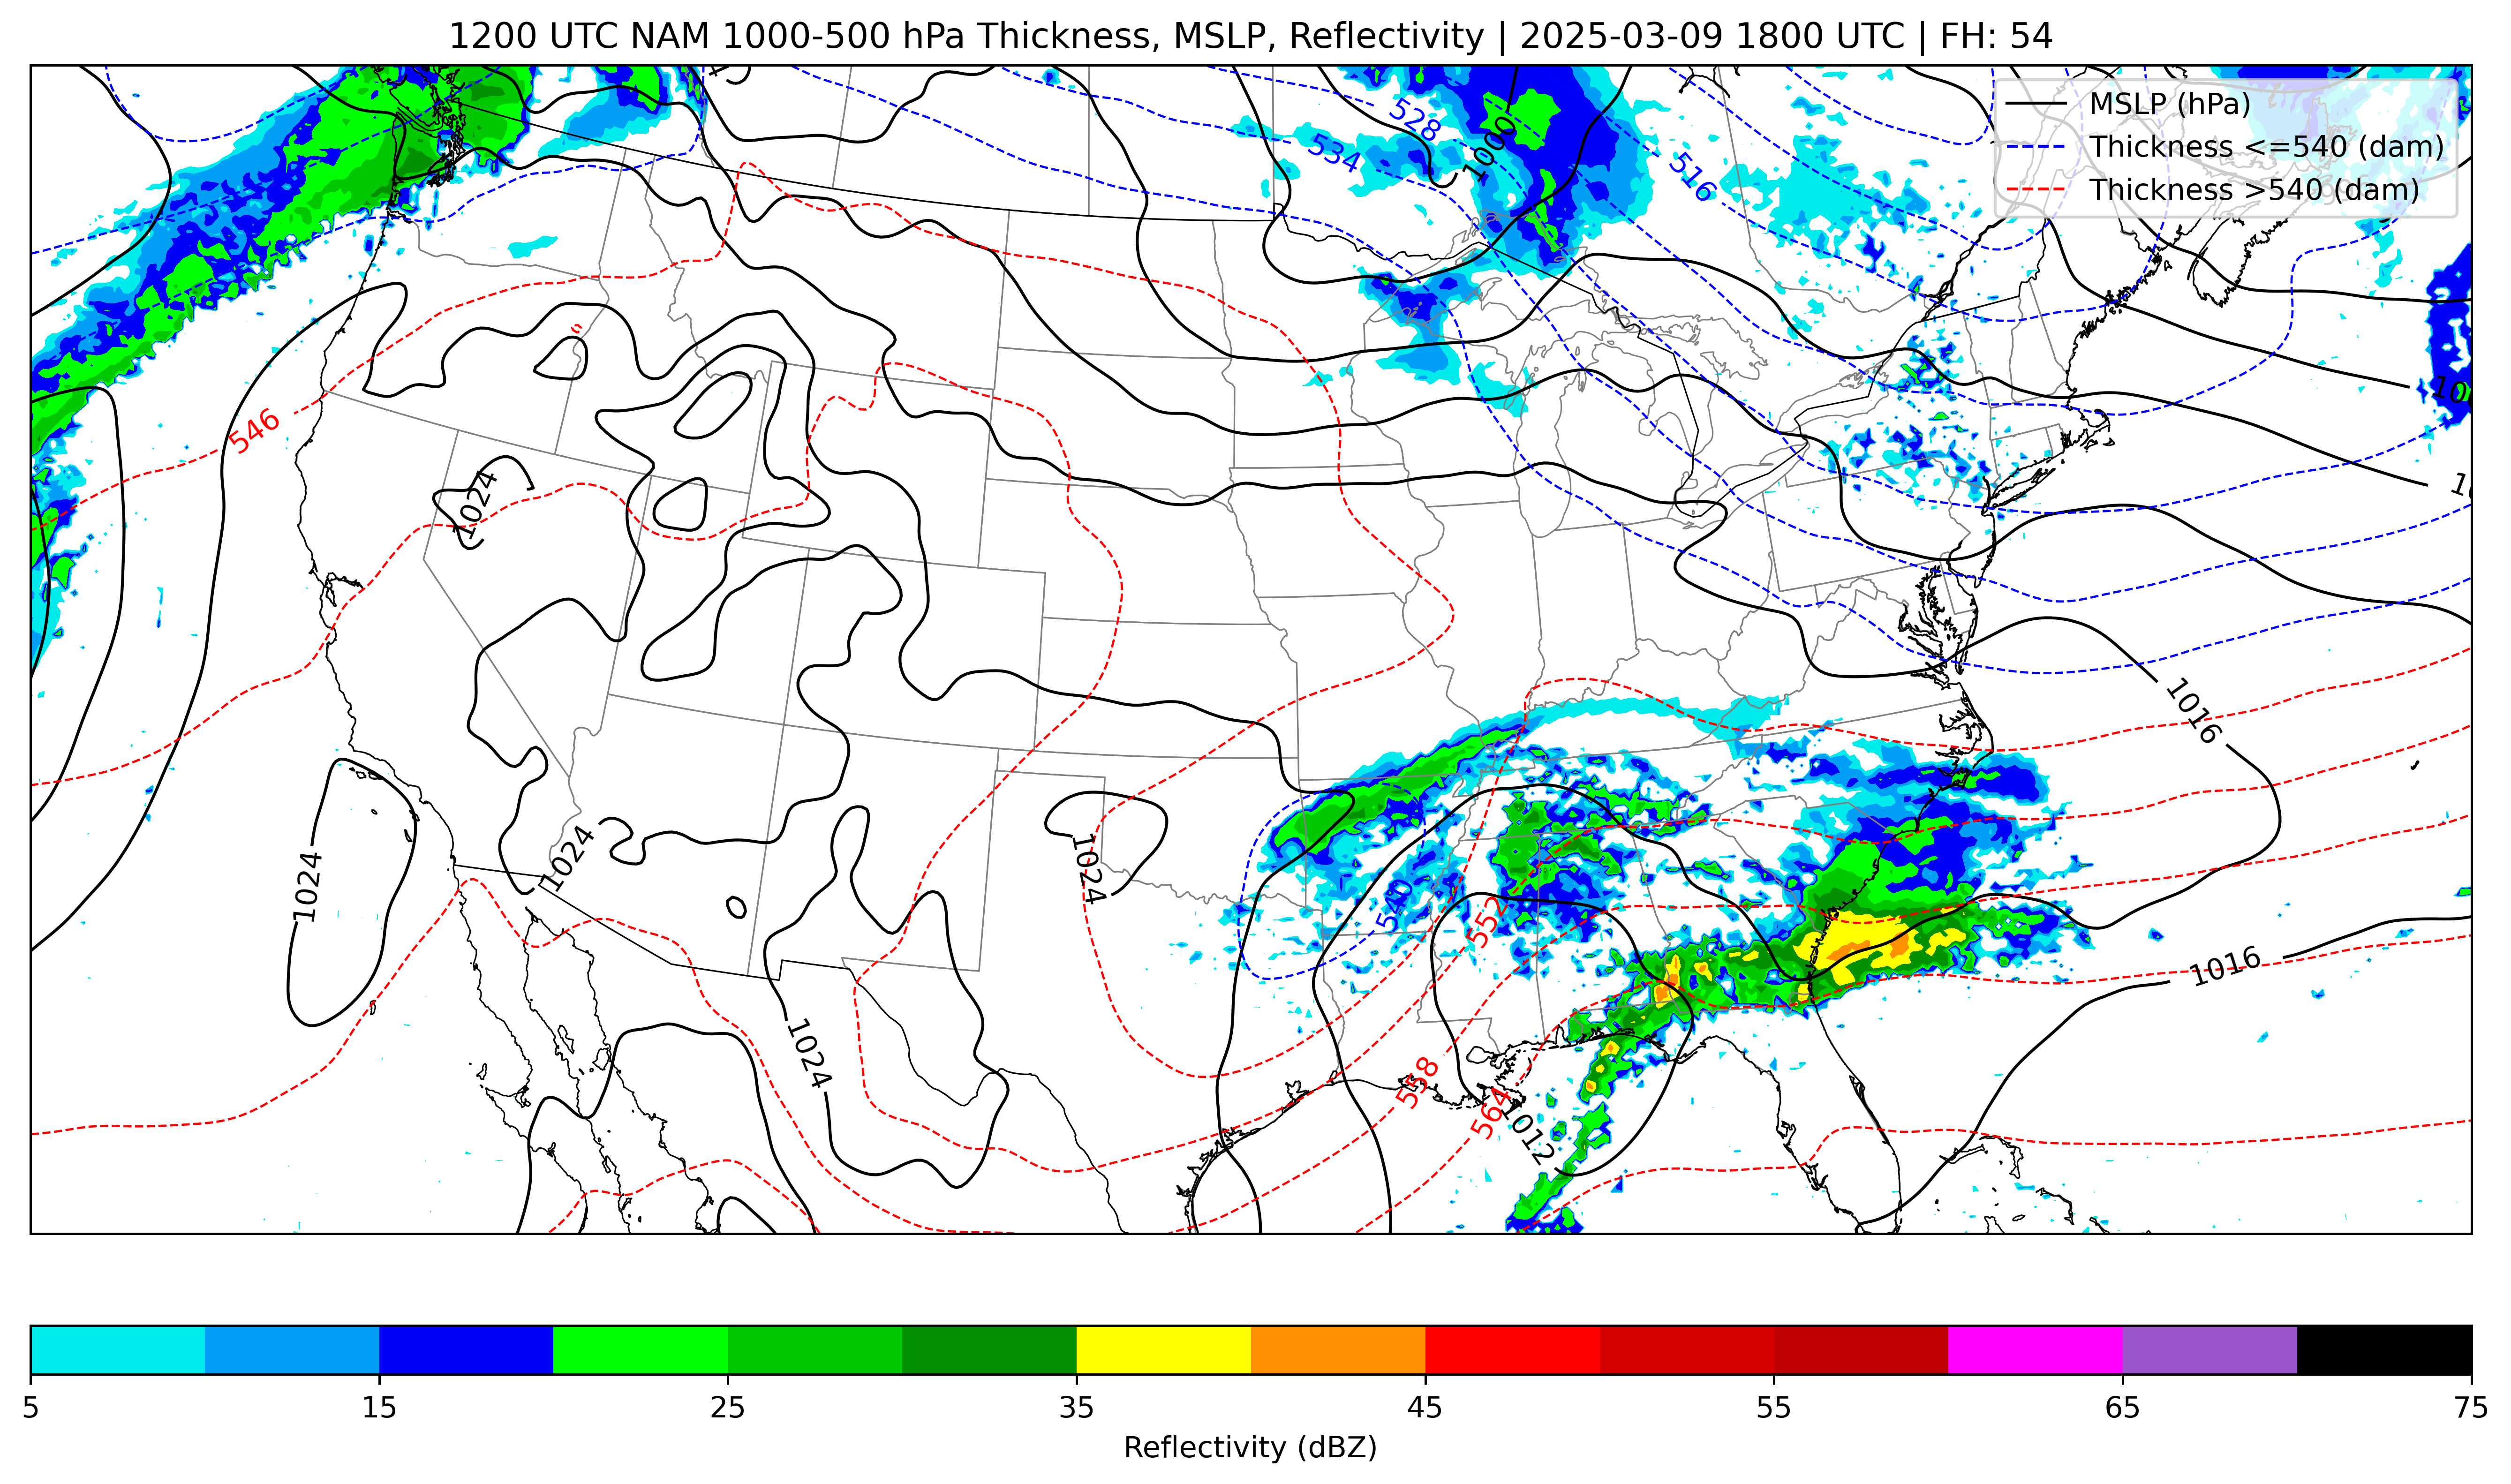 1200 UTC NAM 1000-500 hPa Thickness, MSLP, Reflectivity | 2025-03-09 1800 UTC | FH: 54
MSLP (hPa)
Thickness <=540 (dam)
Thickness >540 (dam)
528
534
1000
516
546
1024
1016
1024
1024
1024
540
552
1016
1024
558
564
1012
5 15 25 35 45 55 65 75
Reflectivity (dBZ)